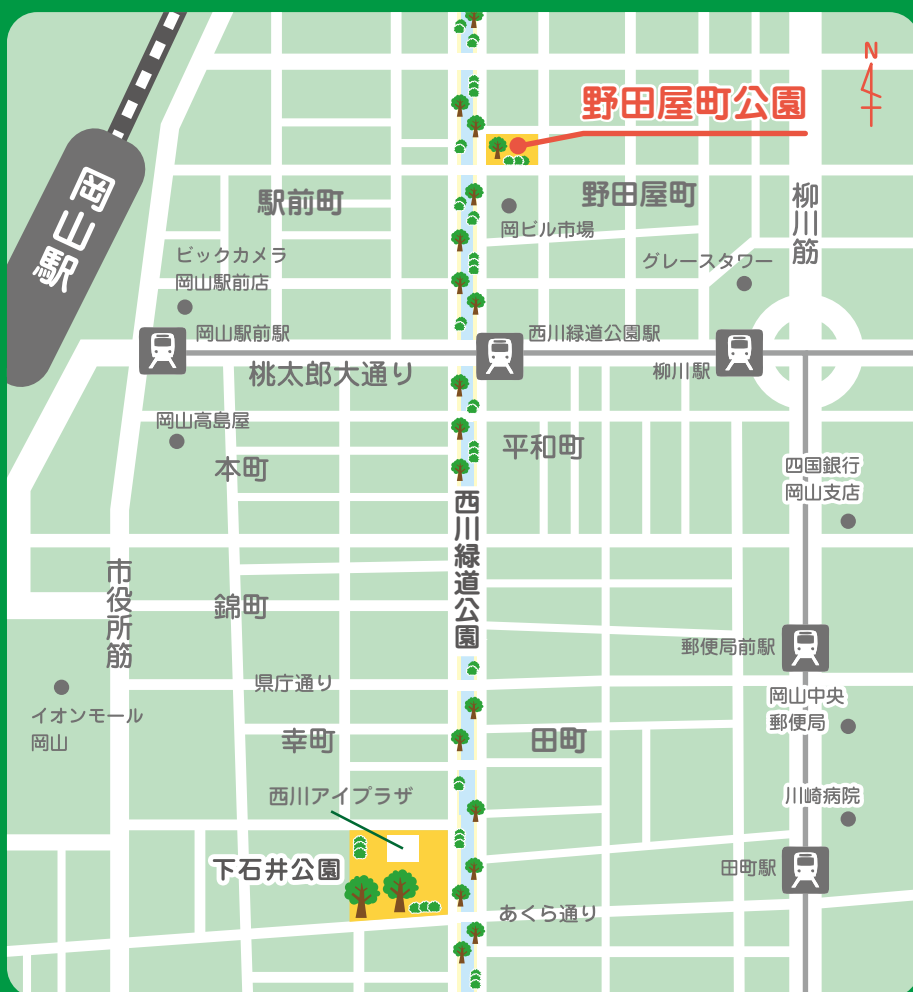 N
野田屋町公園
岡山駅
駅前町
野田屋町
柳川筋
岡ビル市場
ビックカメラ
岡山駅前店
グレースタワー
岡山駅前駅
西川緑道公園駅
柳川駅
桃太郎大通り
岡山高島屋
本町
平和町
四国銀行
岡山支店
西川緑道公園
市役所筋
錦町
郵便局前駅
県庁通り
イオンモール
岡山
岡山中央
郵便局
幸町
田町
西川アイプラザ
川崎病院
下石井公園
田町駅
あくら通り